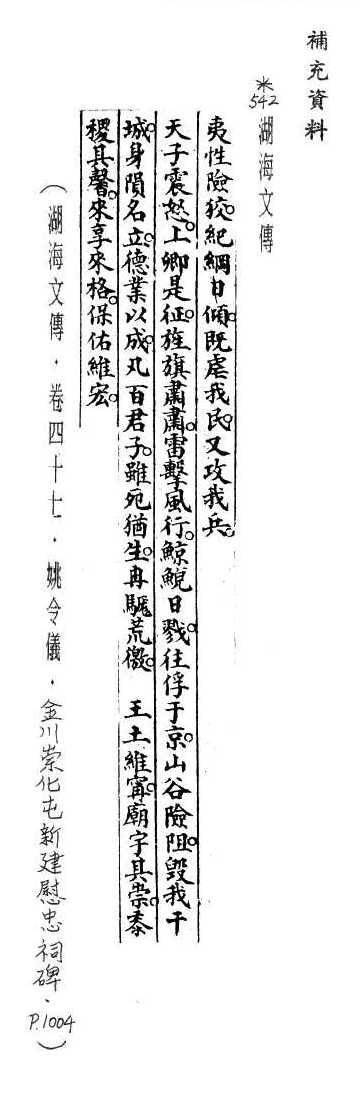 補充資料
*542 湖海文傳
夷性險狡。紀綱日傾。既虐我民。又攻我兵。
天子震怒。上卿是征。旌旗肅肅。雷擊風行。鯨鯢日戮。往俘于京。山谷險阻。毀我干
城。身隕名立。德業以成。凡百君子。雖死猶生。冉駹荒徼。 王土維甯。廟宇具崇。黍
稷具馨。來享來格。保佑維宏。
(湖海文傳.卷四十七.姚令儀.金川崇化屯新建慰忠祠碑.P.1004)